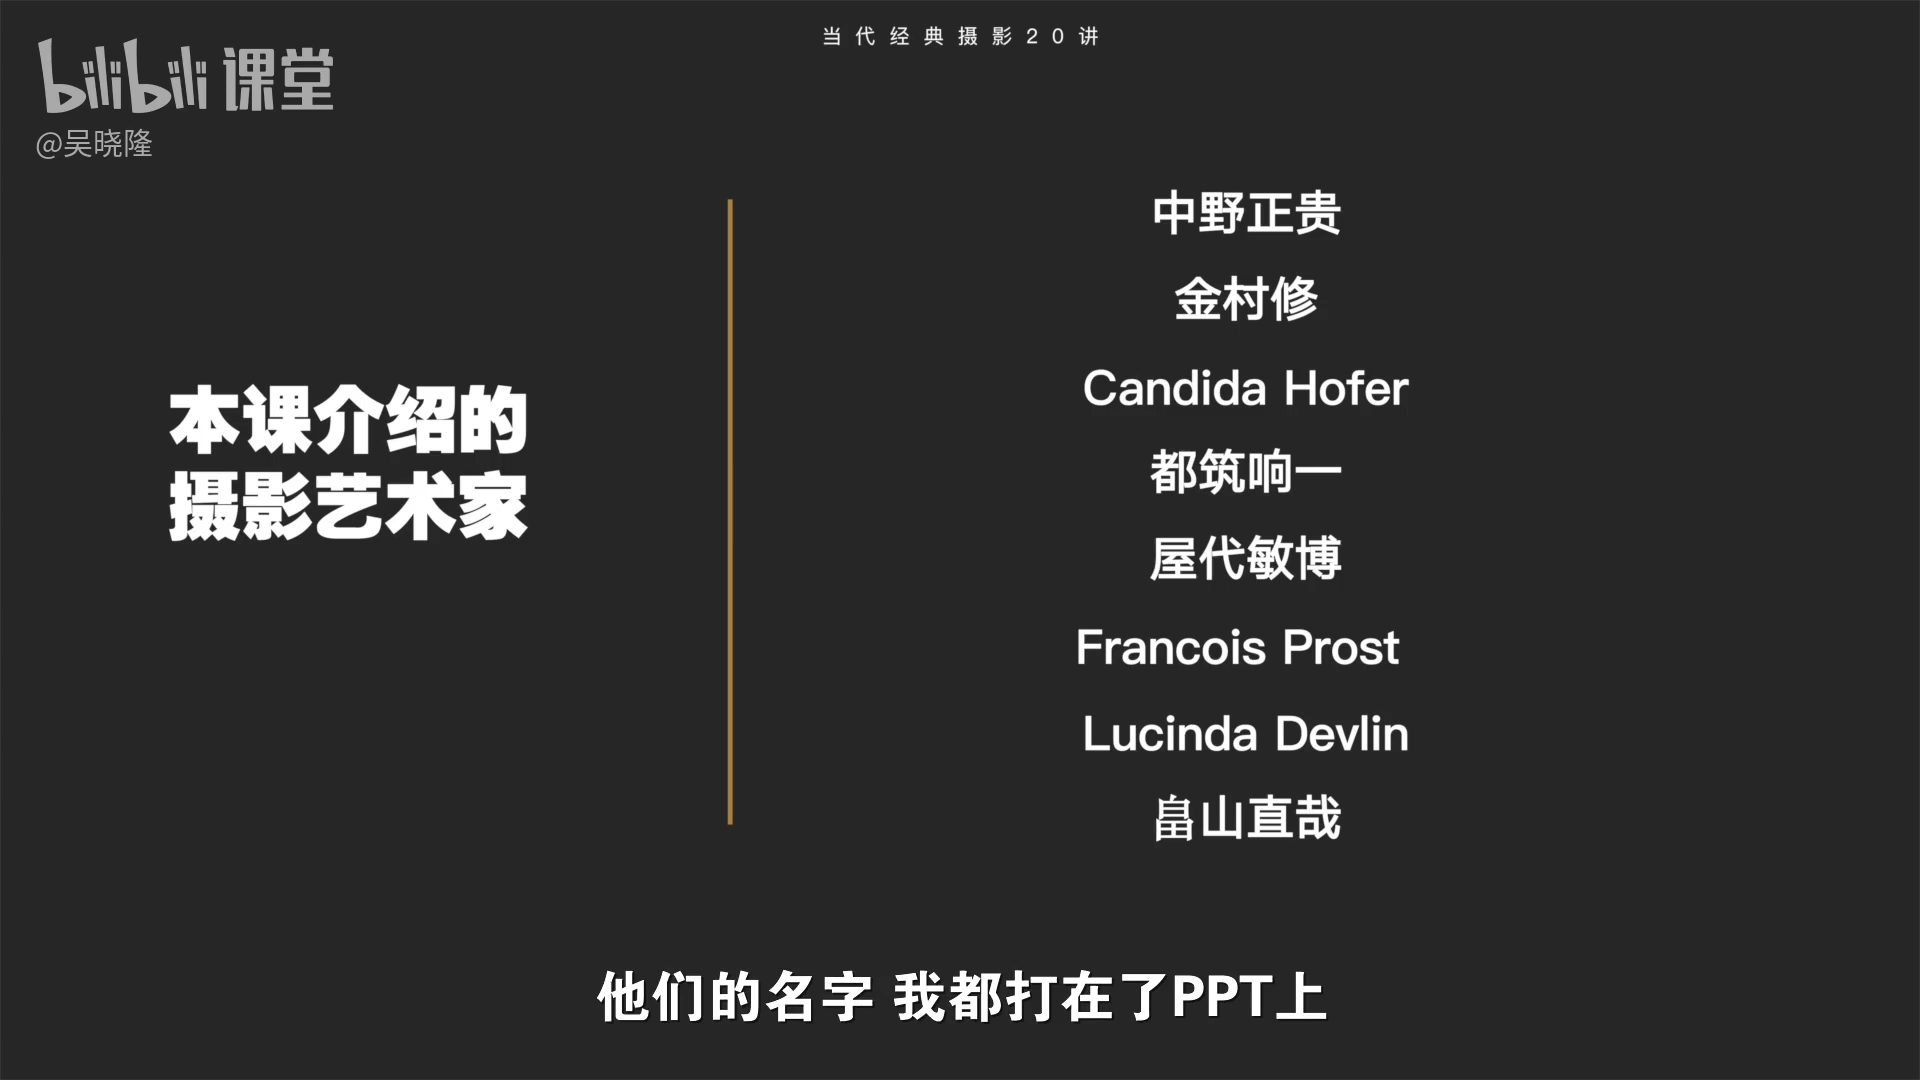 当代经典摄影20讲
bilibili 课堂
@吴晓隆
本课介绍的
摄影艺术家
中野正贵
金村修
Candida Hofer
都筑响一
屋代敏博
Francois Prost
Lucinda Devlin
畠山直哉
他们的名字 我都打在了PPT上